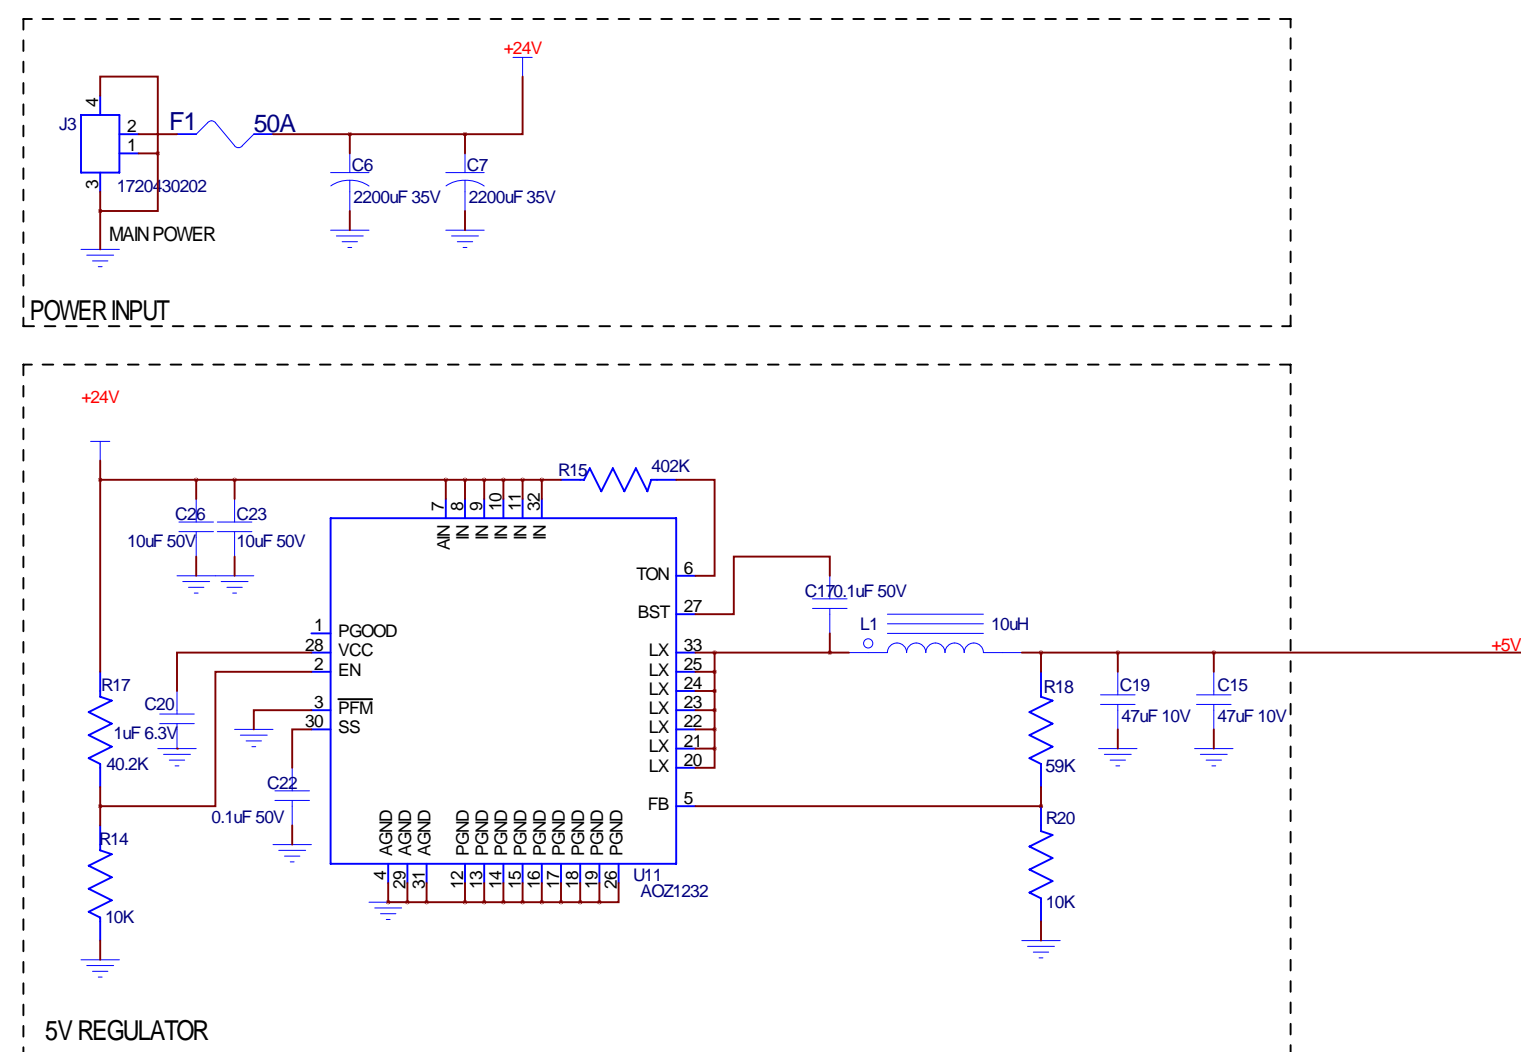 +24V
4
J3
2
F1
50A
1
3
1720430202
C6
2200uF 35V
C7
2200uF 35V
MAIN POWER
POWER INPUT
+24V
R15
402K
7
8
9
10
11
32
AIN
IN
IN
IN
IN
IN
C26
10uF 50V
C23
10uF 50V
TON
6
BST
27
C17
0.1uF 50V
1
PGOOD
28
VCC
2
EN
3
PFM
30
SS
LX
33
LX
25
LX
24
LX
23
LX
22
LX
21
LX
20
FB
5
L1
10uH
+5V
R17
40.2K
C20
1uF 6.3V
C22
0.1uF 50V
R18
59K
C19
47uF 10V
C15
47uF 10V
R14
10K
R20
10K
AGND
AGND
AGND
PGND
PGND
PGND
PGND
PGND
PGND
PGND
PGND
PGND
4
29
31
12
13
14
15
16
17
18
19
26
U11
AOZ1232
5V REGULATOR